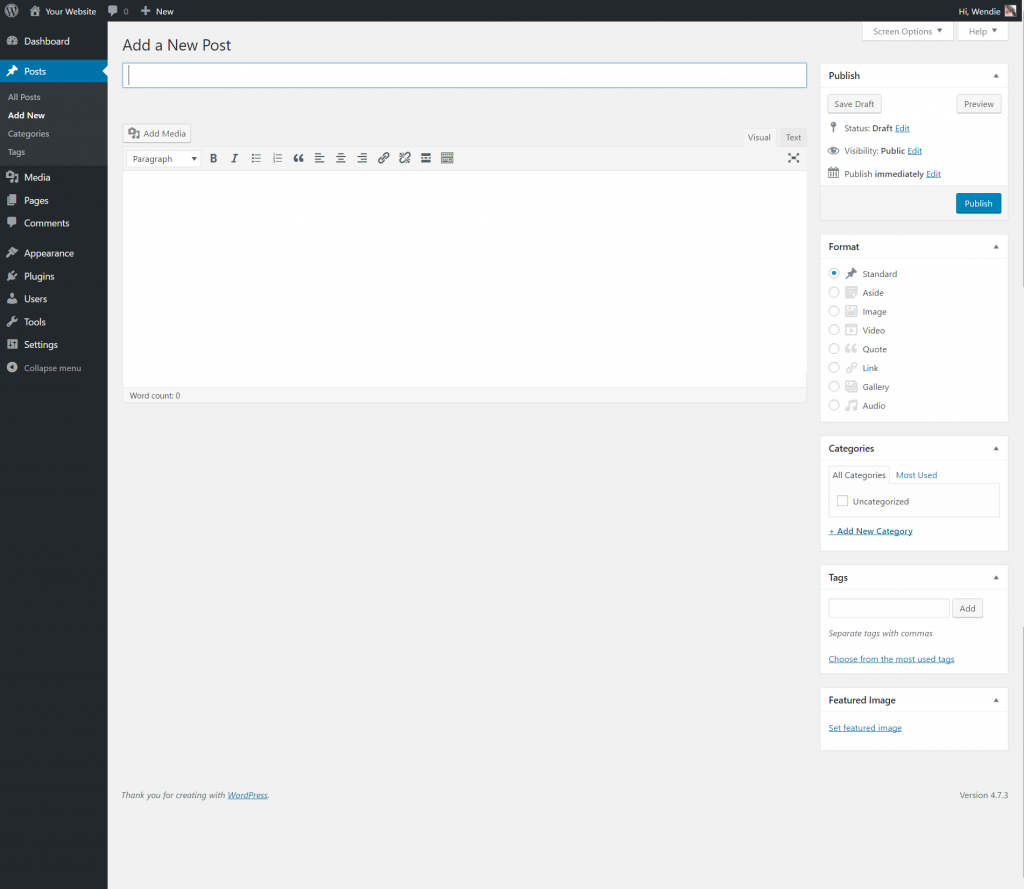 Your Website 0 New Hi, Wendie
Screen Options Help
Dashboard
Posts
All Posts
Add New
Categories
Tags
Media
Pages
Comments
Appearance
Plugins
Users
Tools
Settings
Collapse menu
Add a New Post
Add Media
Visual Text
Paragraph B I
Word count: 0
Publish
Save Draft Preview
Status: Draft Edit
Visibility: Public Edit
Publish immediately Edit
Publish
Format
Standard
Aside
Image
Video
Quote
Link
Gallery
Audio
Categories
All Categories Most Used
Uncategorized
+ Add New Category
Tags
Add
Separate tags with commas
Choose from the most used tags
Featured Image
Set featured image
Thank you for creating with WordPress. Version 4.7.3